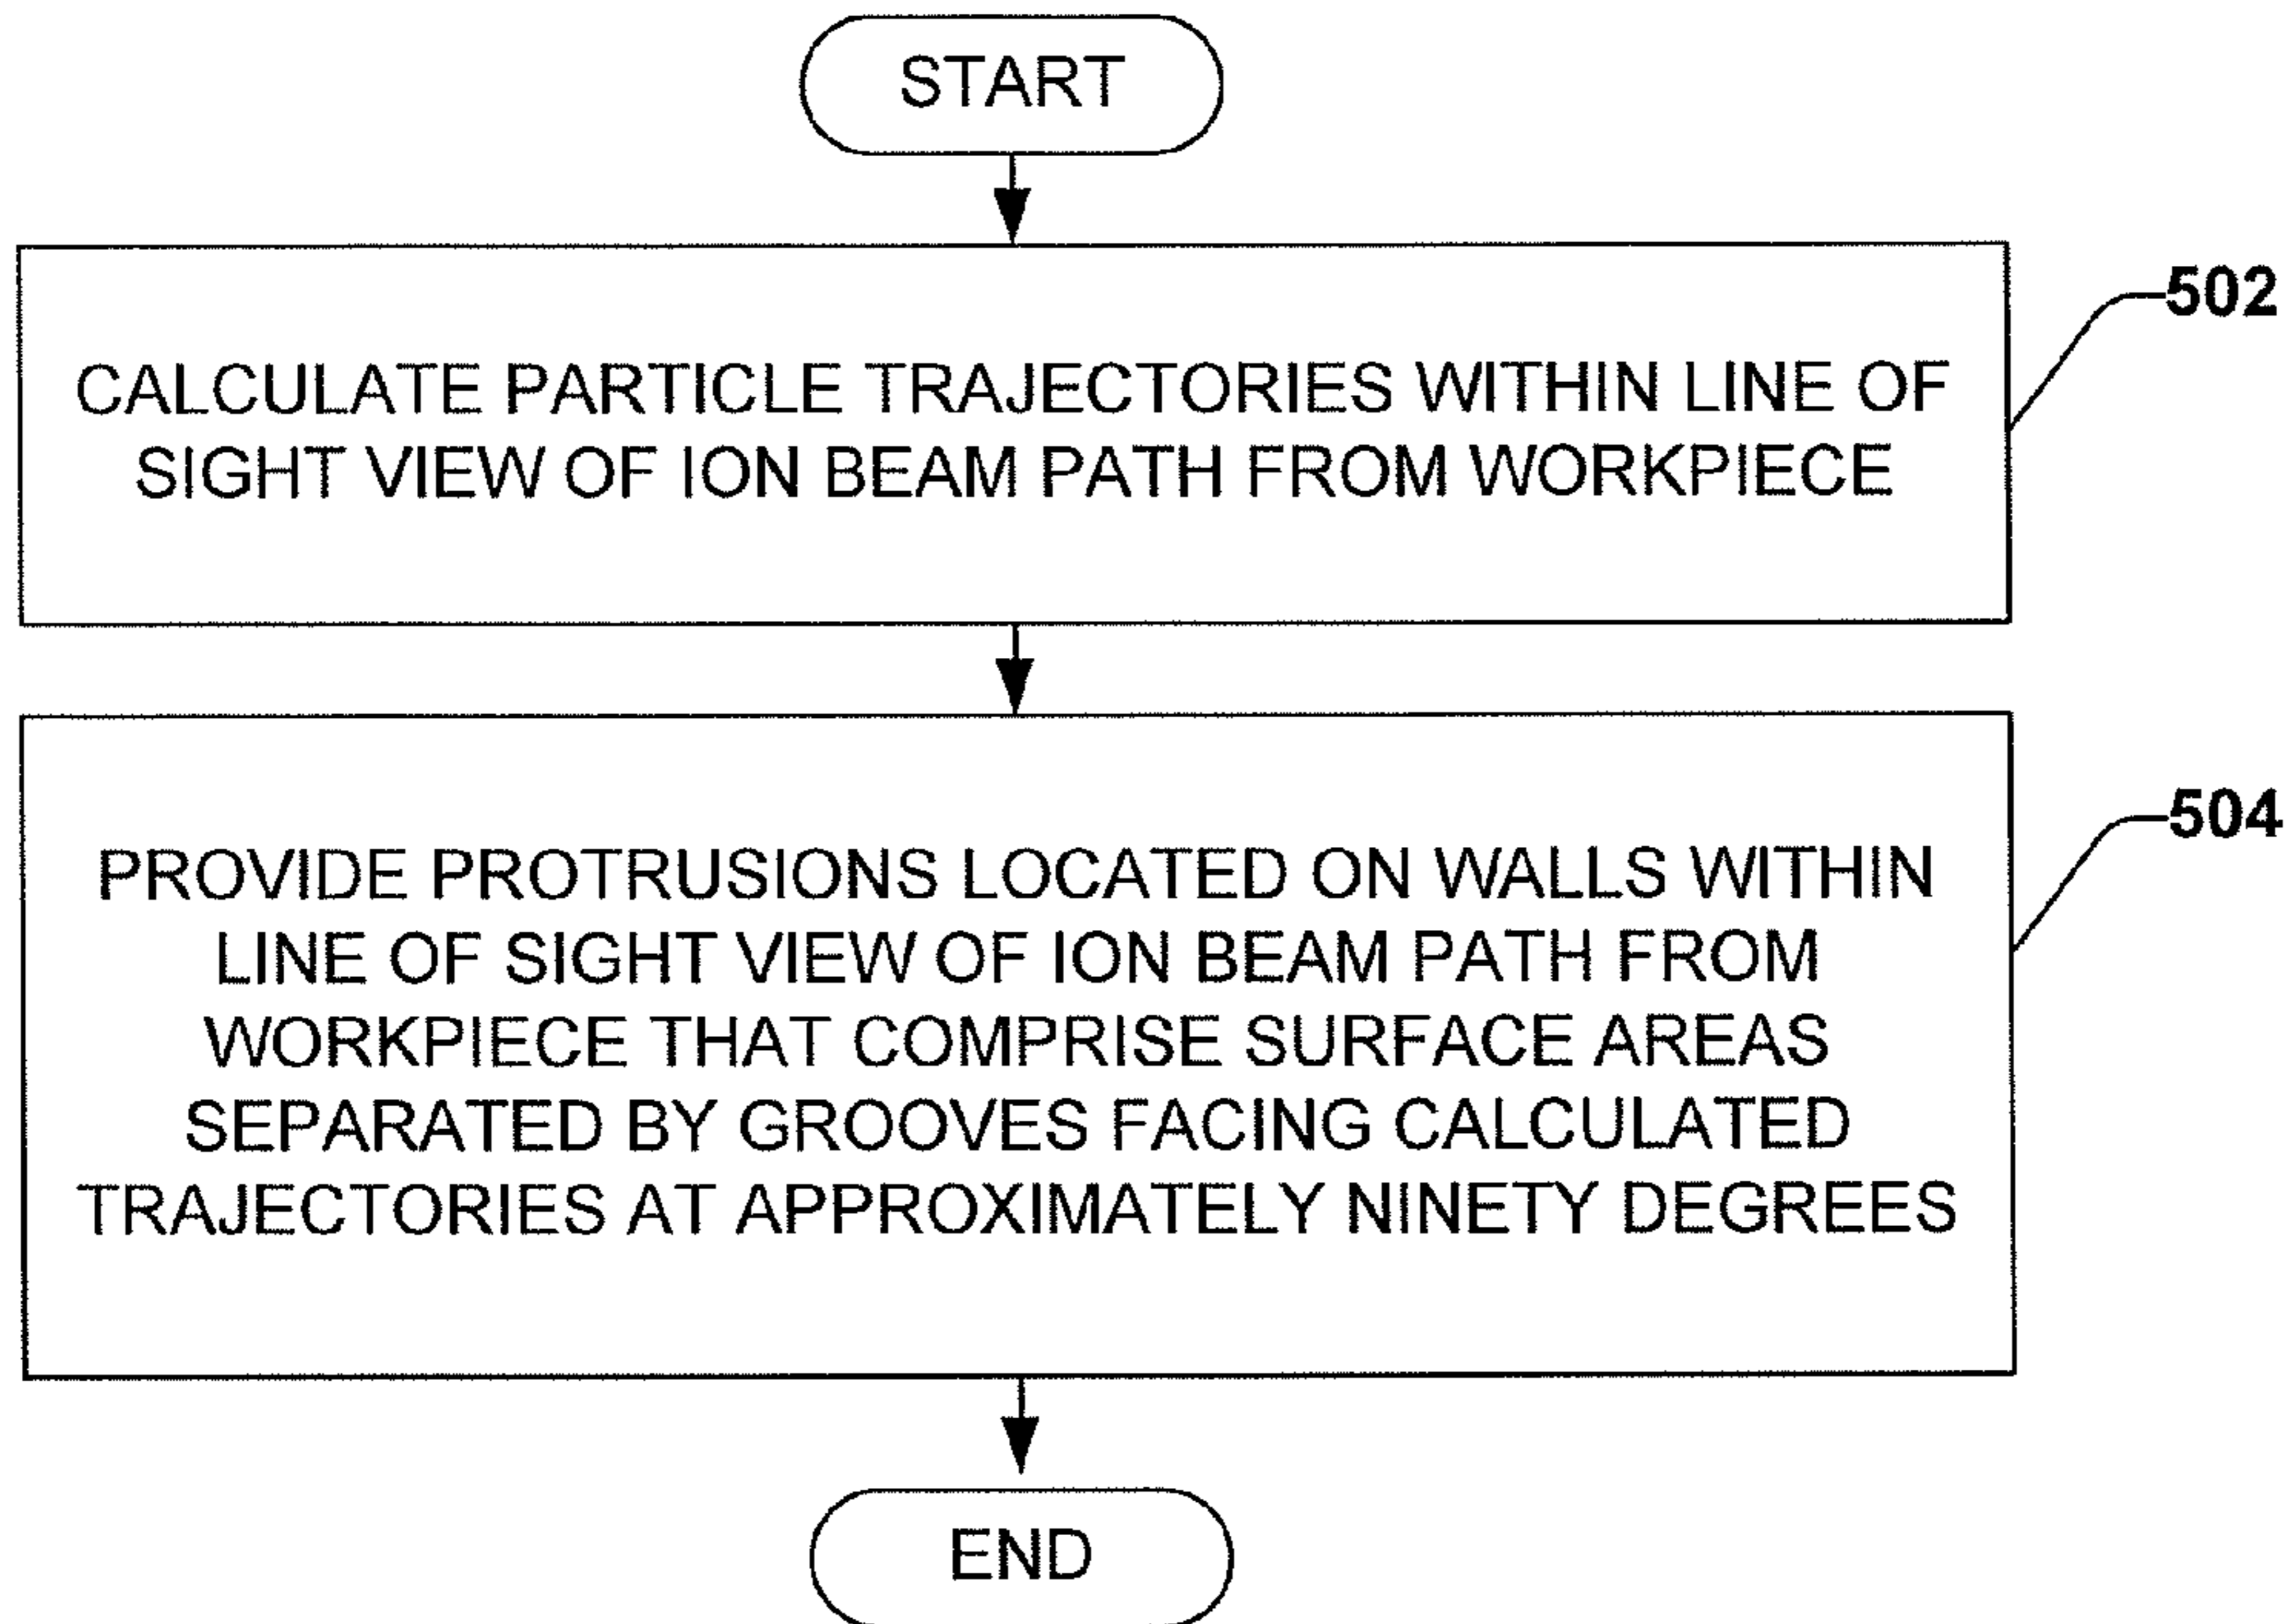 START
CALCULATE PARTICLE TRAJECTORIES WITHIN LINE OF
SIGHT VIEW OF ION BEAM PATH FROM WORKPIECE
502
PROVIDE PROTRUSIONS LOCATED ON WALLS WITHIN
LINE OF SIGHT VIEW OF ION BEAM PATH FROM
WORKPIECE THAT COMPRISE SURFACE AREAS
SEPARATED BY GROOVES FACING CALCULATED
TRAJECTORIES AT APPROXIMATELY NINETY DEGREES
504
END